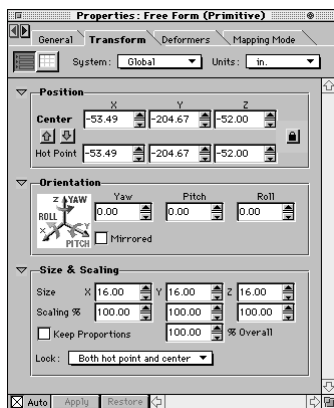 Properties: Free Form (Primitive)
General Transform Deformers Mapping Mode
System: Global Units: in.
Position
X Y Z
Center -53.49 -204.67 -52.00
Hot Point -53.49 -204.67 -52.00
Orientation
Z YAW Yaw Pitch Roll
ROLL 0.00 0.00 0.00
X Y
PITCH Mirrored
Size & Scaling
Size X 16.00 Y 16.00 Z 16.00
Scaling % 100.00 100.00 100.00
Keep Proportions 100.00 % Overall
Lock: Both hot point and center
Auto Apply Restore